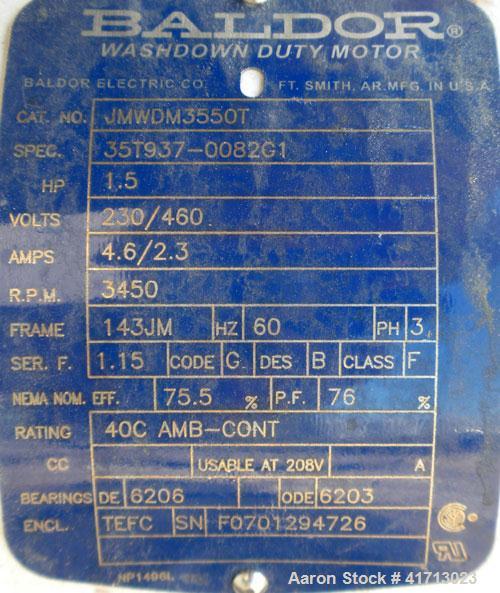 BALDOR®
WASHDOWN DUTY MOTOR
BALDOR ELECTRIC CO. FT. SMITH, AR. MFG. IN U.S.A.
CAT. NO. JMWDM3550T
SPEC. 35T937-0082G1
HP 1.5
VOLTS 230/460
AMPS 4.6/2.3
R.P.M. 3450
FRAME 143JM HZ 60 PH 3
SER. F. 1.15 CODE G DES B CLASS F
NEMA NOM. EFF. 75.5 % P.F. 76 %
RATING 40C AMB-CONT
CC USABLE AT 208V A
BEARINGS DE 6206 ODE 6203
ENCL. TEFC SN F0701294726
NP1496L
Aaron Stock # 41713023